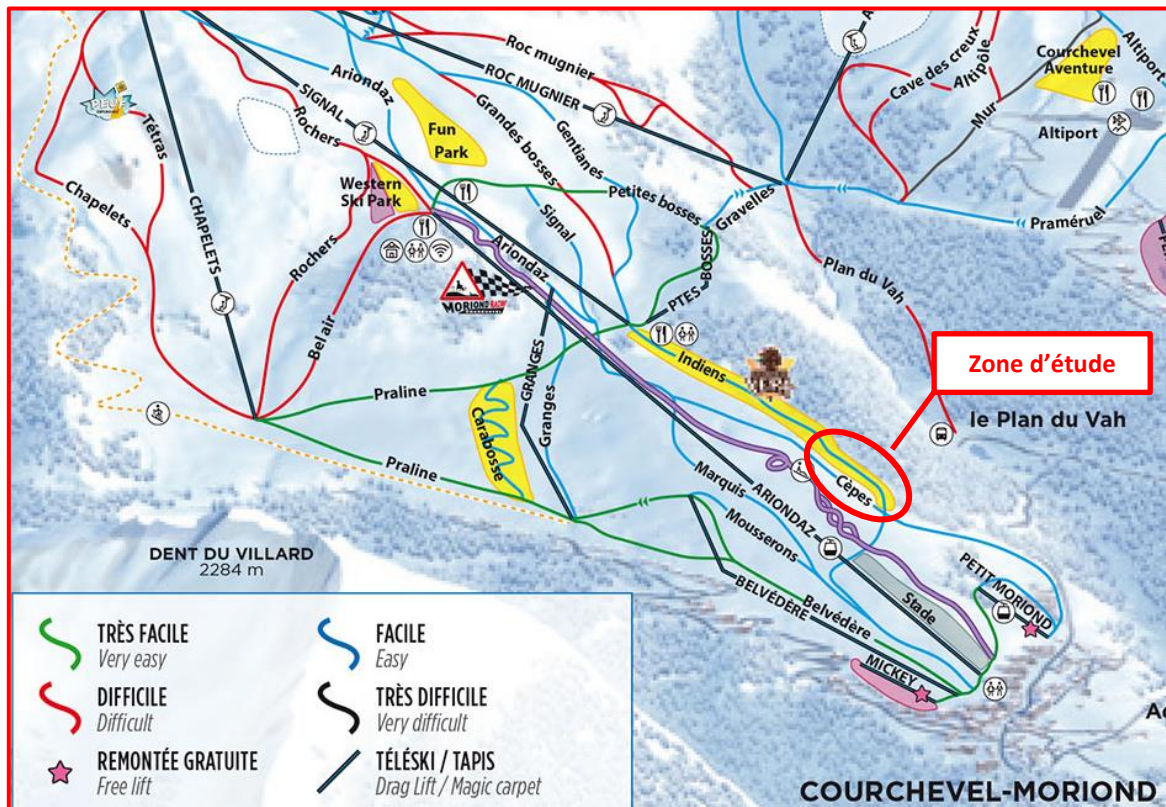 Roc mugnier
ROC MUGNIER
Ariondaz
SIGNAL
Rochers
Fun
Park
Grandes bosses
Gentianes
Cave des creux
Altipôle
Mur
Courchevel
Aventure
Altiport
Altiport
PEUF
Tétras
Chapelets
CHAPELETS
Western
Ski Park
Rochers
Bel air
Petites bosses
Signal
Ariondaz
PTES BOSSES
Gravelles
Praméruel
Plan du Vah
MORIOND RACING
Indiens
Zone d’étude
le Plan du Vah
Praline
GRANGES
Granges
Carabosse
Praline
Cèpes
Marquis
ARIONDAZ
Mousserons
DENT DU VILLARD
2284 m
BELVÉDÈRE
Belvédère
Stade
PETIT MORIOND
MICKEY
TRÈS FACILE
Very easy
FACILE
Easy
DIFFICILE
Difficult
TRÈS DIFFICILE
Very difficult
REMONTÉE GRATUITE
Free lift
TÉLÉSKI / TAPIS
Drag Lift / Magic carpet
COURCHEVEL-MORIOND